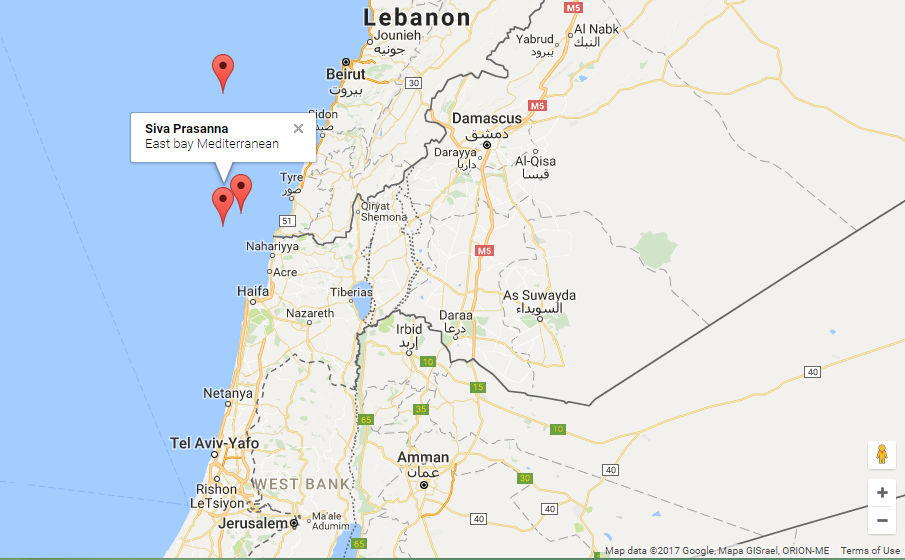 Lebanon
Jounieh
جونيه
Al Nabk
النبك
Yabrud
يبرود
M5
Beirut
بيروت
30
M5
Sidon
صيدا
Damascus
دمشق
Siva Prasanna
East bay Mediterranean
Darayya
داريا
Al-Qisa
قيسا
Tyre
صور
Qiryat
Shemona
51
Nahariyya
M5
Acre
Haifa
Tiberias
As Suwayda
السويداء
Nazareth
Daraa
درعا
Irbid
إربد
10
40
15
Netanya
35
65
10
Tel Aviv-Yafo
Amman
عمان
40
30
Rishon
LeTsiyon
WEST BANK
40
40
Jerusalem
Ma'ale
Adumim
65
Map data ©2017 Google, Mapa GISrael, ORION-ME
Terms of Use